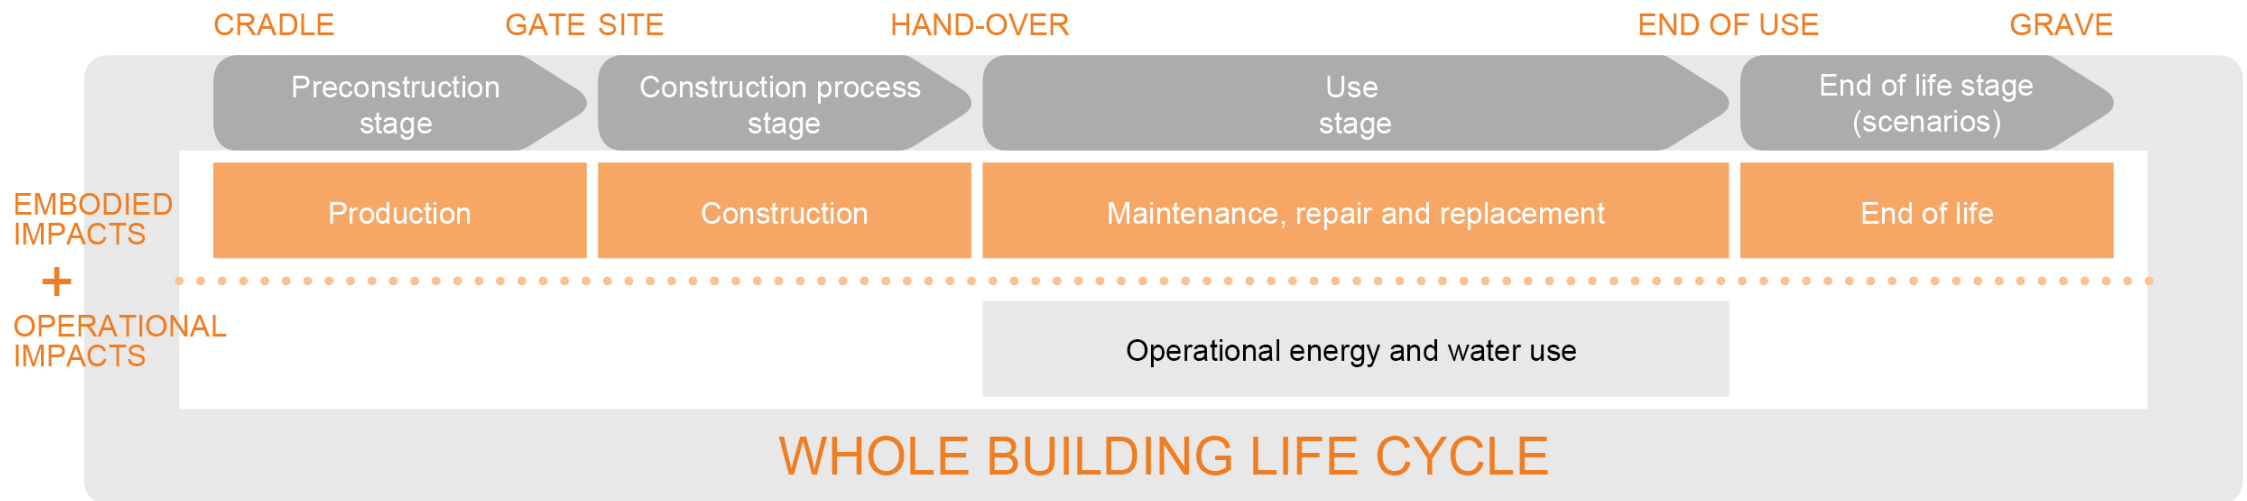 CRADLE
GATE
SITE
HAND-OVER
END OF USE
GRAVE
Preconstruction
stage
Construction process
stage
Use
stage
End of life stage
(scenarios)
EMBODIED
IMPACTS
Production
Construction
Maintenance, repair and replacement
End of life
+
OPERATIONAL
IMPACTS
Operational energy and water use
WHOLE BUILDING LIFE CYCLE